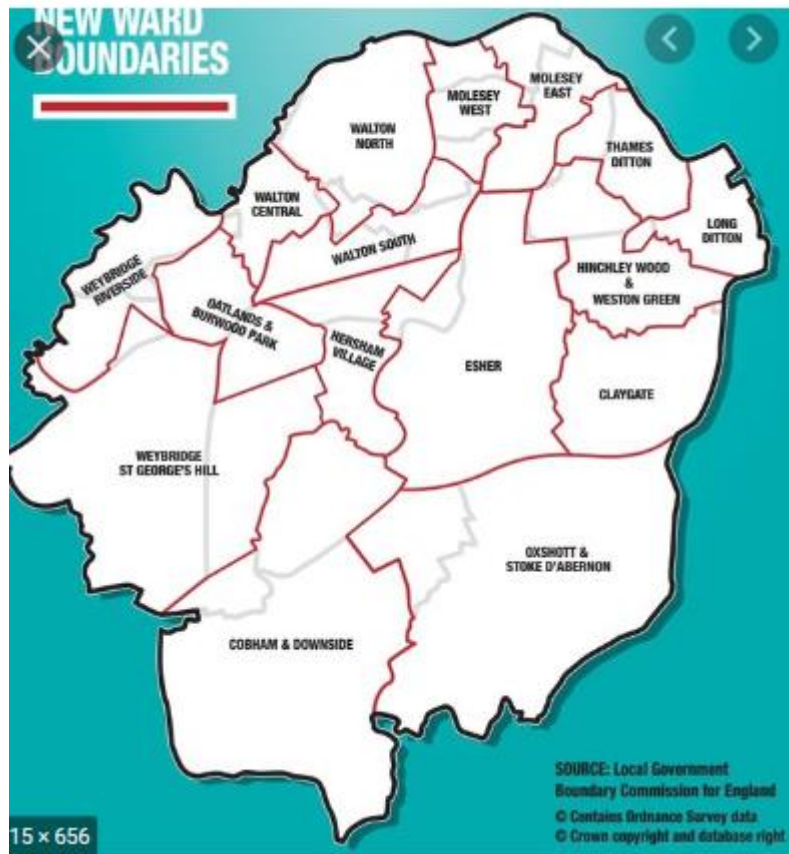 NEW WARD
BOUNDARIES
MOLESEY
EAST
MOLESEY
WEST
WALTON
NORTH
THAMES
DITTON
WALTON
CENTRAL
LONG
DITTON
WALTON SOUTH
WEYBRIDGE
RIVERSIDE
HINCHLEY WOOD
&
WESTON GREEN
OATLANDS &
BURWOOD PARK
HERSHAM
VILLAGE
ESHER
CLAYGATE
WEYBRIDGE
ST GEORGE'S HILL
OXSHOTT &
STOKE D'ABERNON
COBHAM & DOWNSIDE
SOURCE: Local Government
Boundary Commission for England
© Contains Ordnance Survey data
© Crown copyright and database right
15 × 656